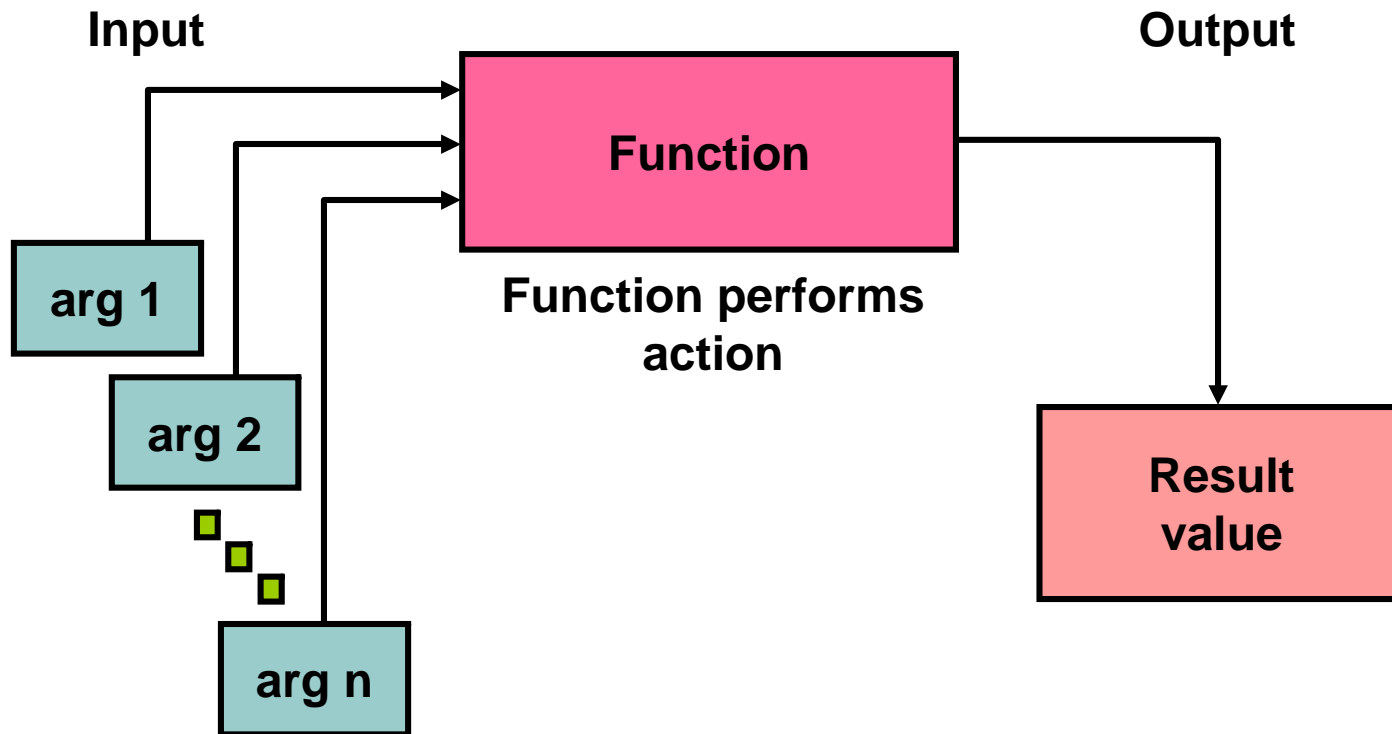 Input
Output
Function
arg 1
Function performs
action
arg 2
Result
value
arg n